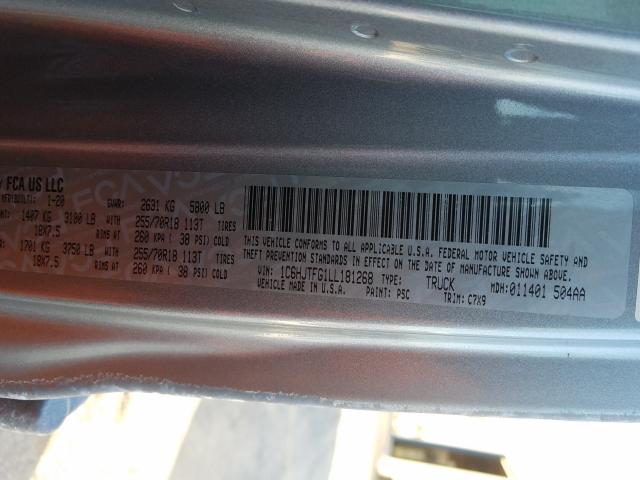 FCA US LLC
1-20 GVWR: 2631 KG 5800 LB
1407 KG 3180 LB WITH 255/70R18 113T TIRES
18X7.5 RIMS AT 260 KPA ( 38 PSI) COLD
1701 KG 3750 LB WITH 255/70R18 113T TIRES
18X7.5 RIMS AT 260 KPA ( 38 PSI) COLD
THIS VEHICLE CONFORMS TO ALL APPLICABLE U.S.A. FEDERAL MOTOR VEHICLE SAFETY AND
THEFT PREVENTION STANDARDS IN EFFECT ON THE DATE OF MANUFACTURE SHOWN ABOVE.
VIN: 1C6HJTFG1LL181268 TYPE: TRUCK MDH: 011401 504AA
VEHICLE MADE IN U.S.A. PAINT: PSC TRIM: C7X9